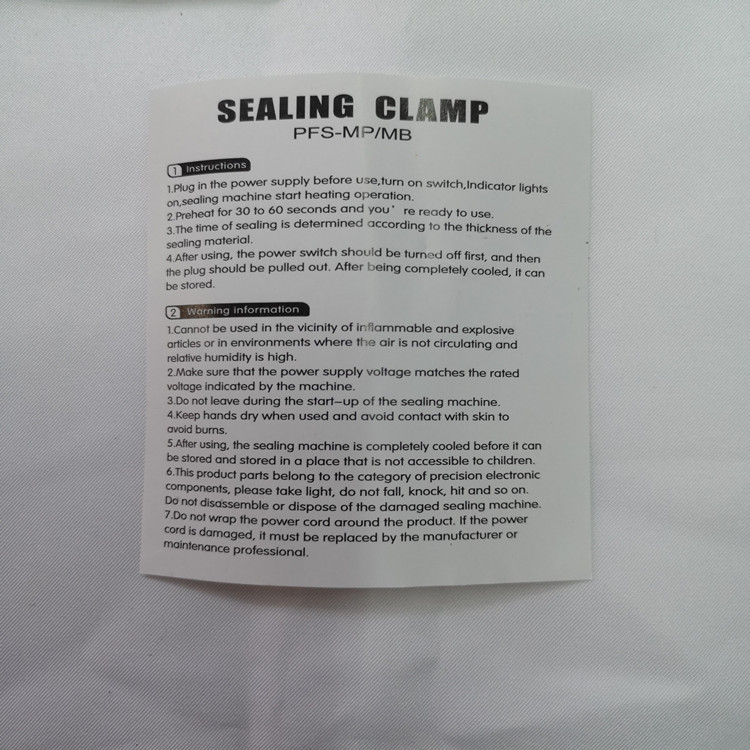 SEALING CLAMP
PFS-MP/MB
1 Instructions
1.Plug in the power supply before use,turn on switch,Indicator lights
on,sealing machine start heating operation.
2.Preheat for 30 to 60 seconds and you' re ready to use.
3.The time of sealing is determined according to the thickness of the
sealing material.
4.After using, the power switch should be turned off first, and then
the plug should be pulled out. After being completely cooled, it can
be stored.
2 Warning information
1.Cannot be used in the vicinity of inflammable and explosive
articles or in environments where the air is not circulating and
relative humidity is high.
2.Make sure that the power supply voltage matches the rated
voltage indicated by the machine.
3.Do not leave during the start-up of the sealing machine.
4.Keep hands dry when used and avoid contact with skin to
avoid burns.
5.After using, the sealing machine is completely cooled before it can
be stored and stored in a place that is not accessible to children.
6.This product parts belong to the category of precision electronic
components, please take light, do not fall, knock, hit and so on.
Do not disassemble or dispose of the damaged sealing machine.
7.Do not wrap the power cord around the product. If the power
cord is damaged, it must be replaced by the manufacturer or
maintenance professional.